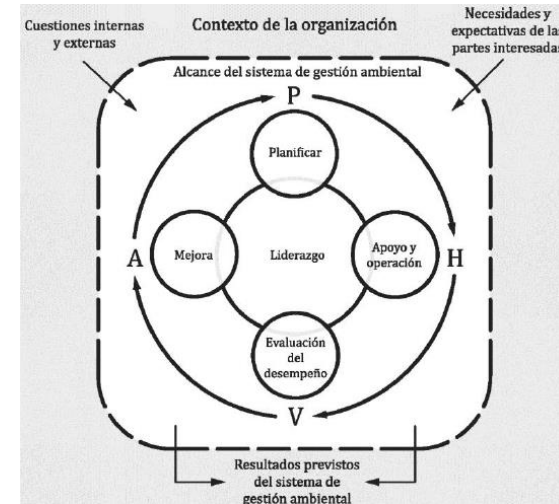 Cuestiones internas
y externas
Contexto de la organización
Necesidades y
expectativas de las
partes interesadas
Alcance del sistema de gestión ambiental
P
Planificar
A
Mejora
Liderazgo
Apoyo y
operación
H
Evaluación
del
desempeño
V
Resultados previstos
del sistema de
gestión ambiental